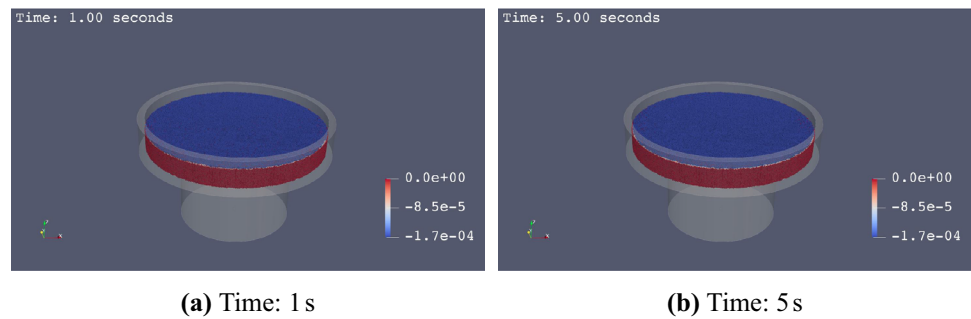 Time: 1.00 seconds
0.0e+00
-8.5e-5
-1.7e-04
(a) Time: 1 s
Time: 5.00 seconds
0.0e+00
-8.5e-5
-1.7e-04
(b) Time: 5 s